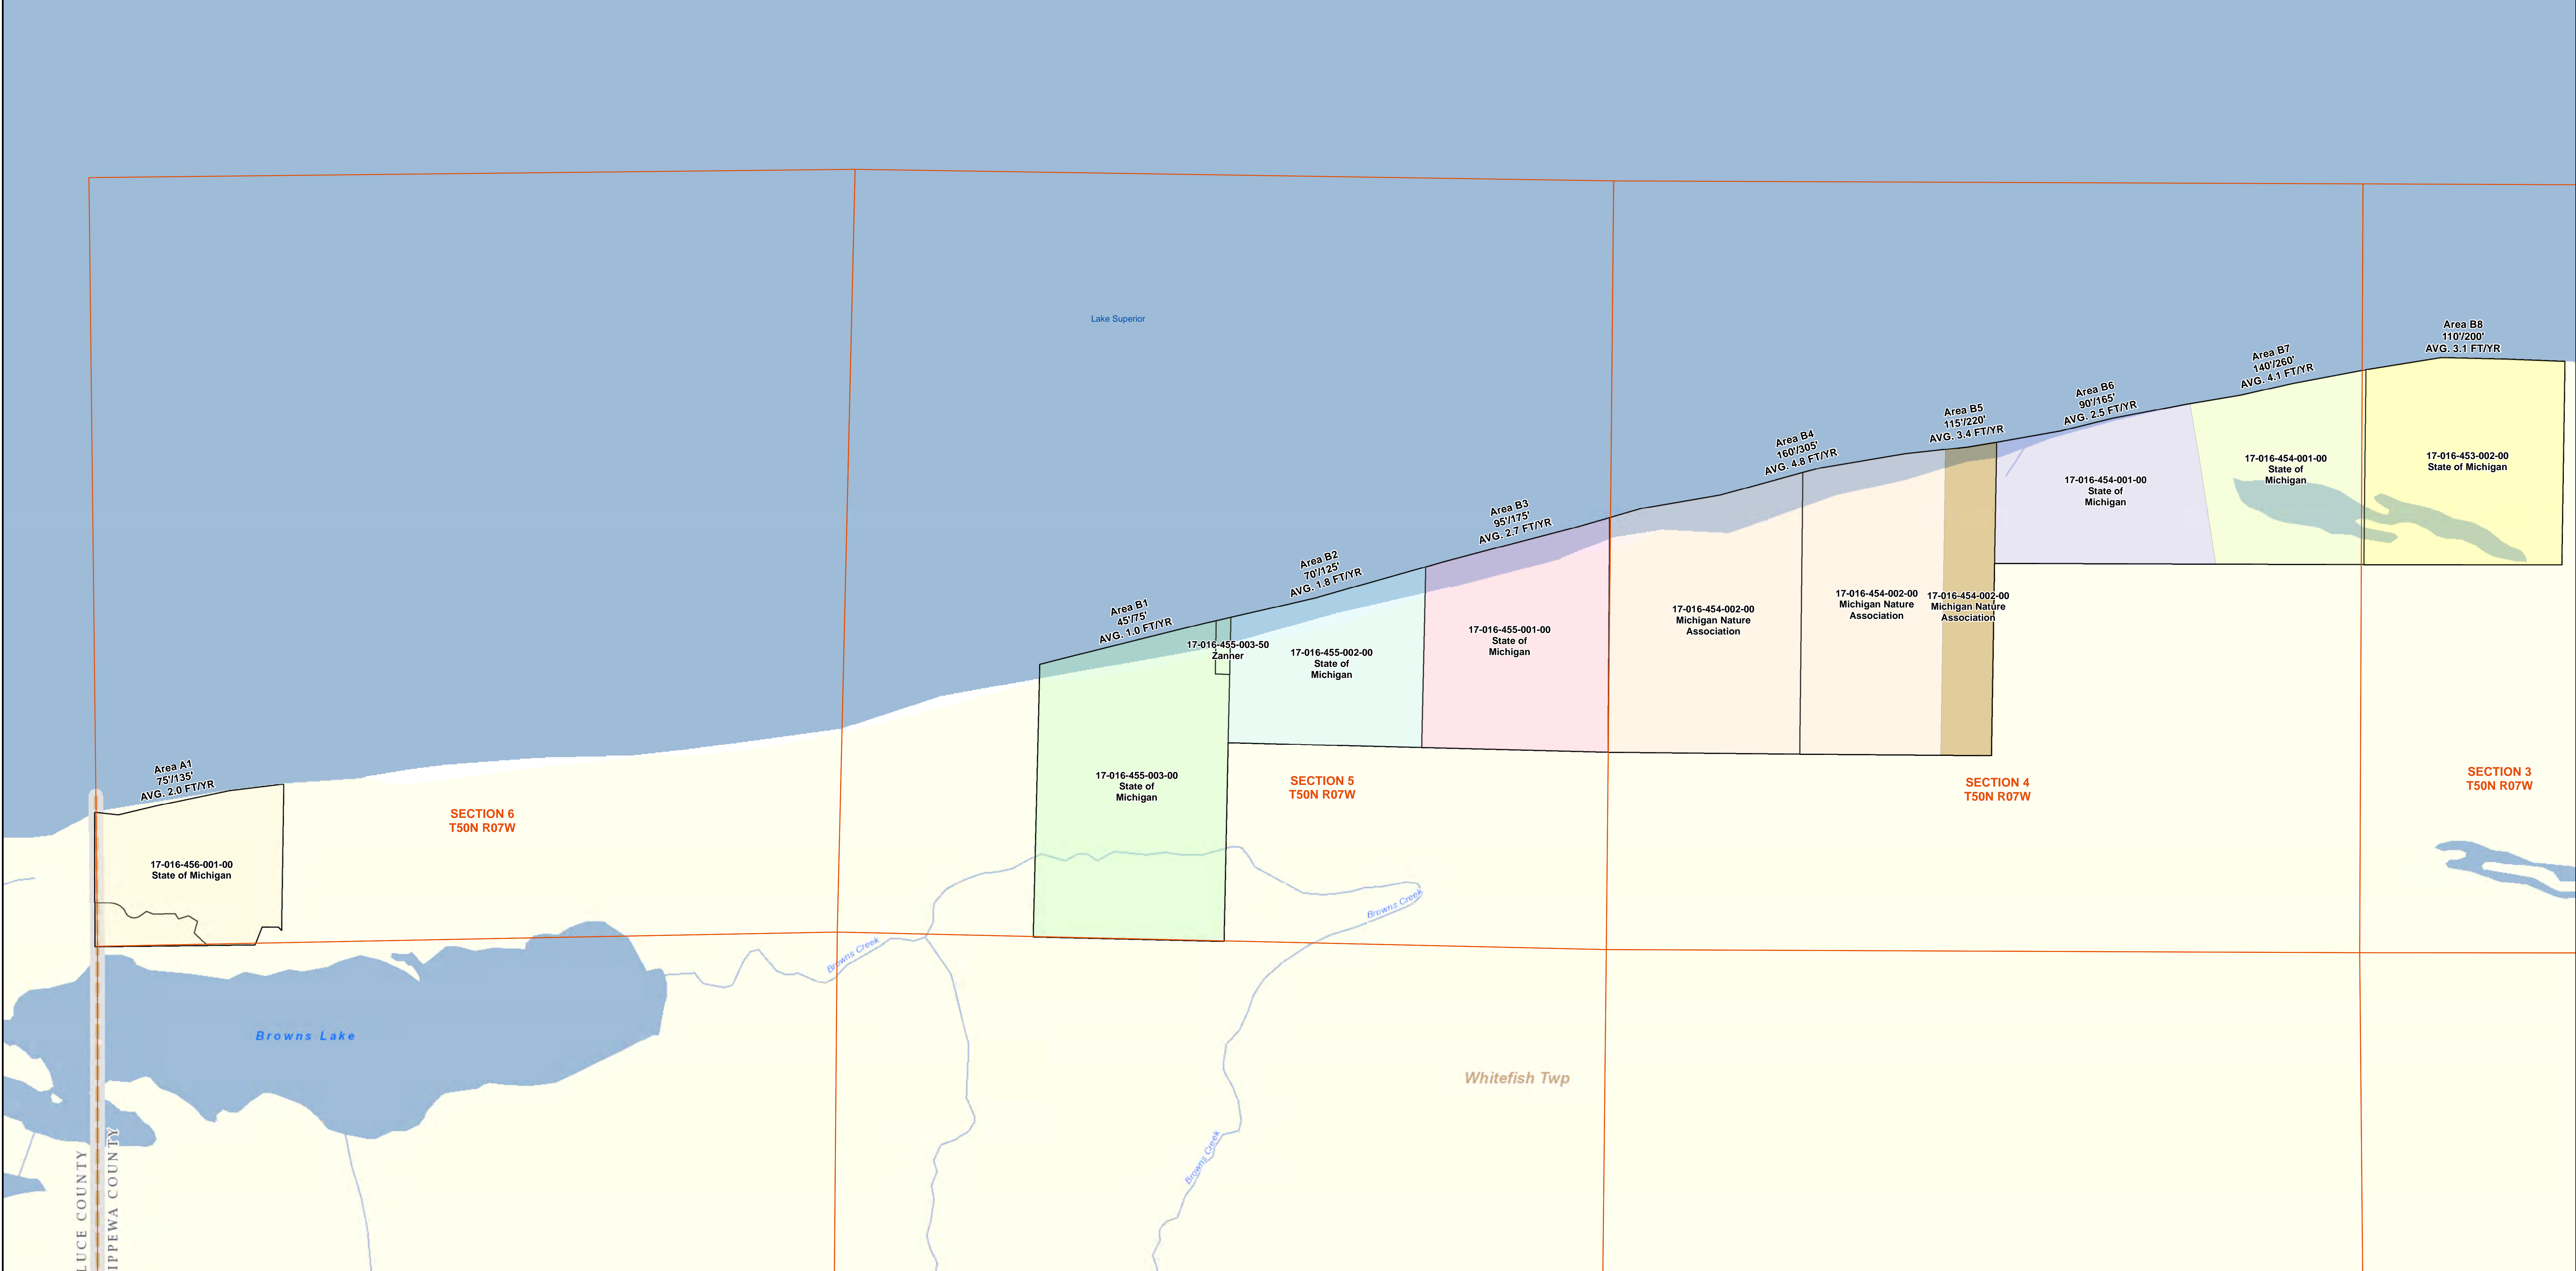 Lake Superior
Area A1
75'/135'
AVG. 2.0 FT/YR
17-016-456-001-00
State of Michigan
SECTION 6
T50N R07W
Area B1
45'/75'
AVG. 1.0 FT/YR
17-016-455-003-50
Zanner
17-016-455-003-00
State of
Michigan
Area B2
70'/125'
AVG. 1.8 FT/YR
17-016-455-002-00
State of
Michigan
SECTION 5
T50N R07W
Area B3
95'/175'
AVG. 2.7 FT/YR
17-016-455-001-00
State of
Michigan
Area B4
160'/305'
AVG. 4.8 FT/YR
17-016-454-002-00
Michigan Nature
Association
17-016-454-002-00
Michigan Nature
Association
Area B5
115'/220'
AVG. 3.4 FT/YR
17-016-454-002-00
Michigan Nature
Association
SECTION 4
T50N R07W
Area B6
90'/165'
AVG. 2.5 FT/YR
17-016-454-001-00
State of
Michigan
Area B7
140'/260'
AVG. 4.1 FT/YR
17-016-454-001-00
State of
Michigan
Area B8
110'/200'
AVG. 3.1 FT/YR
17-016-453-002-00
State of Michigan
SECTION 3
T50N R07W
Browns Creek
Browns Creek
Browns Creek
Browns Lake
Whitefish Twp
LUCE COUNTY
IPPEWA COUNTY